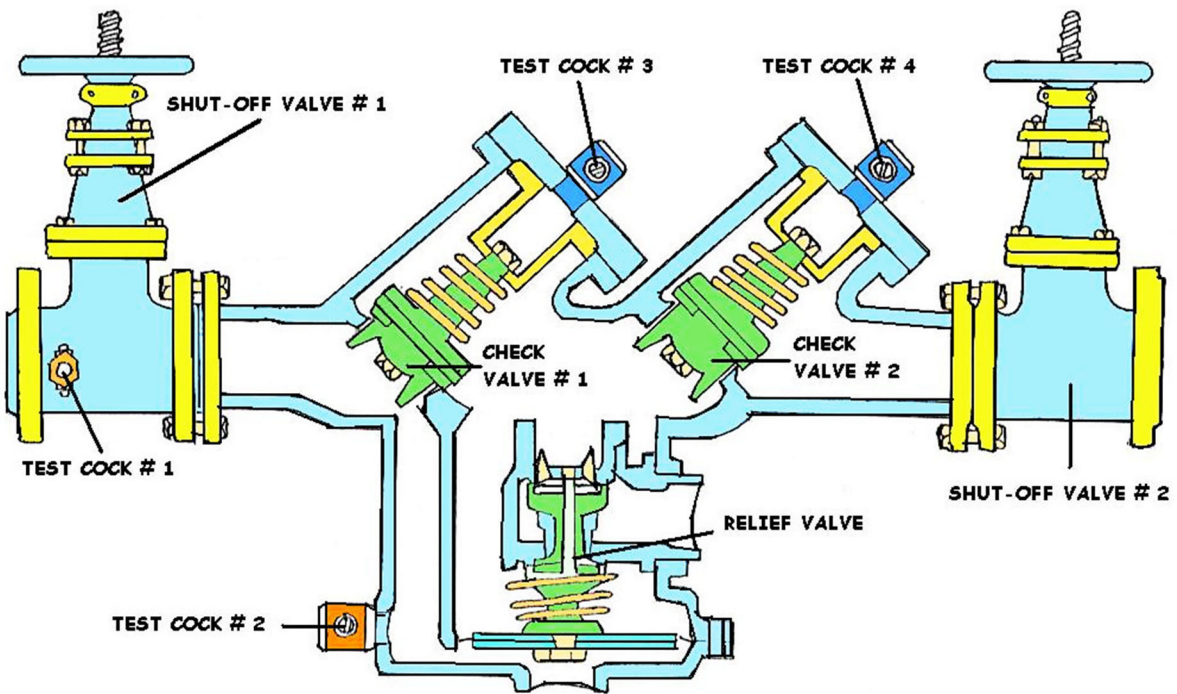 TEST COCK # 3
TEST COCK # 4
SHUT-OFF VALVE # 1
CHECK
VALVE # 1
CHECK
VALVE # 2
TEST COCK # 1
SHUT-OFF VALVE # 2
RELIEF VALVE
TEST COCK # 2